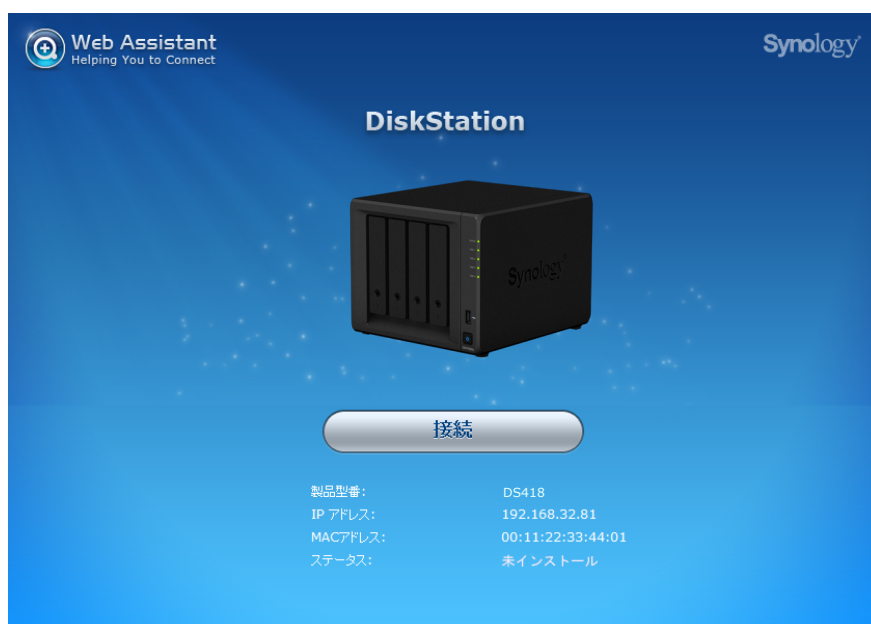 Web Assistant
Helping You to Connect
Synology
DiskStation
Synology
接続
製品型番: DS418
IP アドレス: 192.168.32.81
MACアドレス: 00:11:22:33:44:01
ステータス: 未インストール